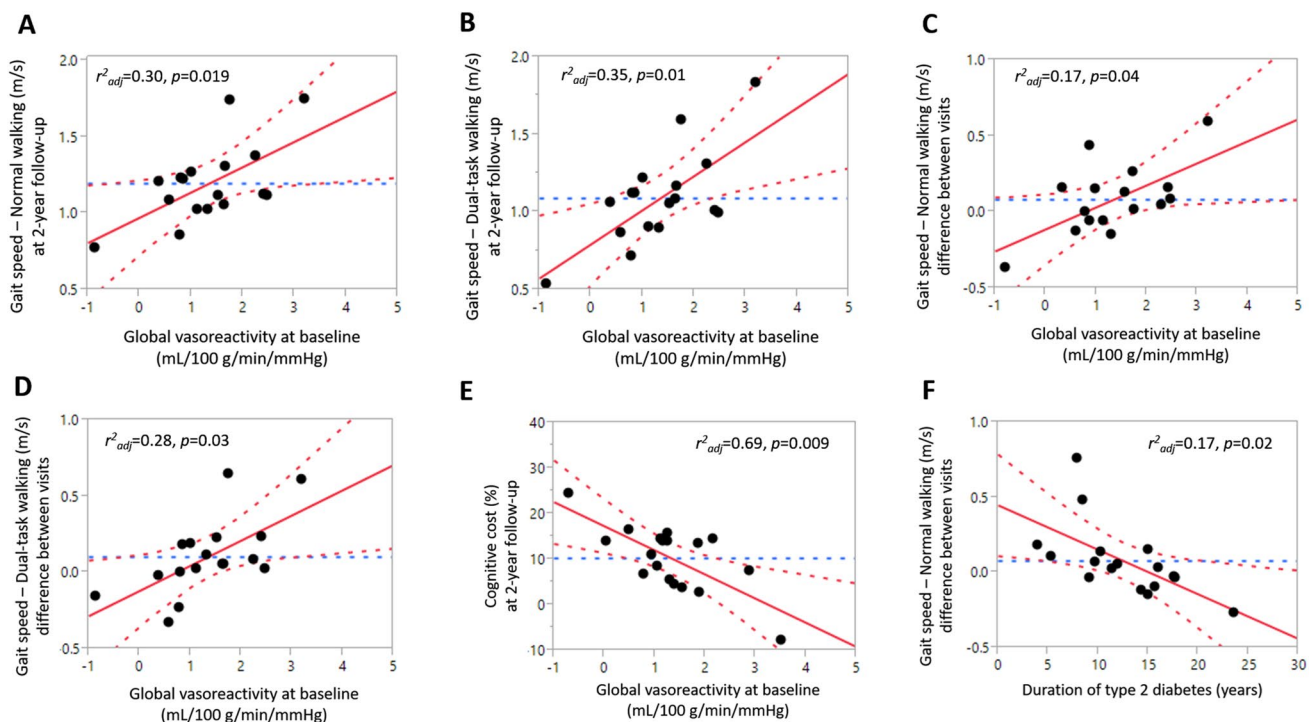 A
Gait speed – Normal walking (m/s)
at 2-year follow-up
r²adj=0.30, p=0.019
2.0
1.5
1.0
0.5
-1 0 1 2 3 4 5
Global vasoreactivity at baseline
(mL/100 g/min/mmHg)
B
Gait speed – Dual-task walking (m/s)
at 2-year follow-up
r²adj=0.35, p=0.01
2.0
1.5
1.0
0.5
-1 0 1 2 3 4 5
Global vasoreactivity at baseline
(mL/100 g/min/mmHg)
C
Gait speed – Normal walking (m/s)
difference between visits
r²adj=0.17, p=0.04
1.0
0.5
0.0
-0.5
-1 0 1 2 3 4 5
Global vasoreactivity at baseline
(mL/100 g/min/mmHg)
D
Gait speed – Dual-task walking (m/s)
difference between visits
r²adj=0.28, p=0.03
1.0
0.5
0.0
-0.5
-1 0 1 2 3 4 5
Global vasoreactivity at baseline
(mL/100 g/min/mmHg)
E
Cognitive cost (%)
at 2-year follow-up
r²adj=0.69, p=0.009
40
30
20
10
0
-10
-1 0 1 2 3 4 5
Global vasoreactivity at baseline
(mL/100 g/min/mmHg)
F
Gait speed – Normal walking (m/s)
difference between visits
r²adj=0.17, p=0.02
1.0
0.5
0.0
-0.5
0 5 10 15 20 25 30
Duration of type 2 diabetes (years)